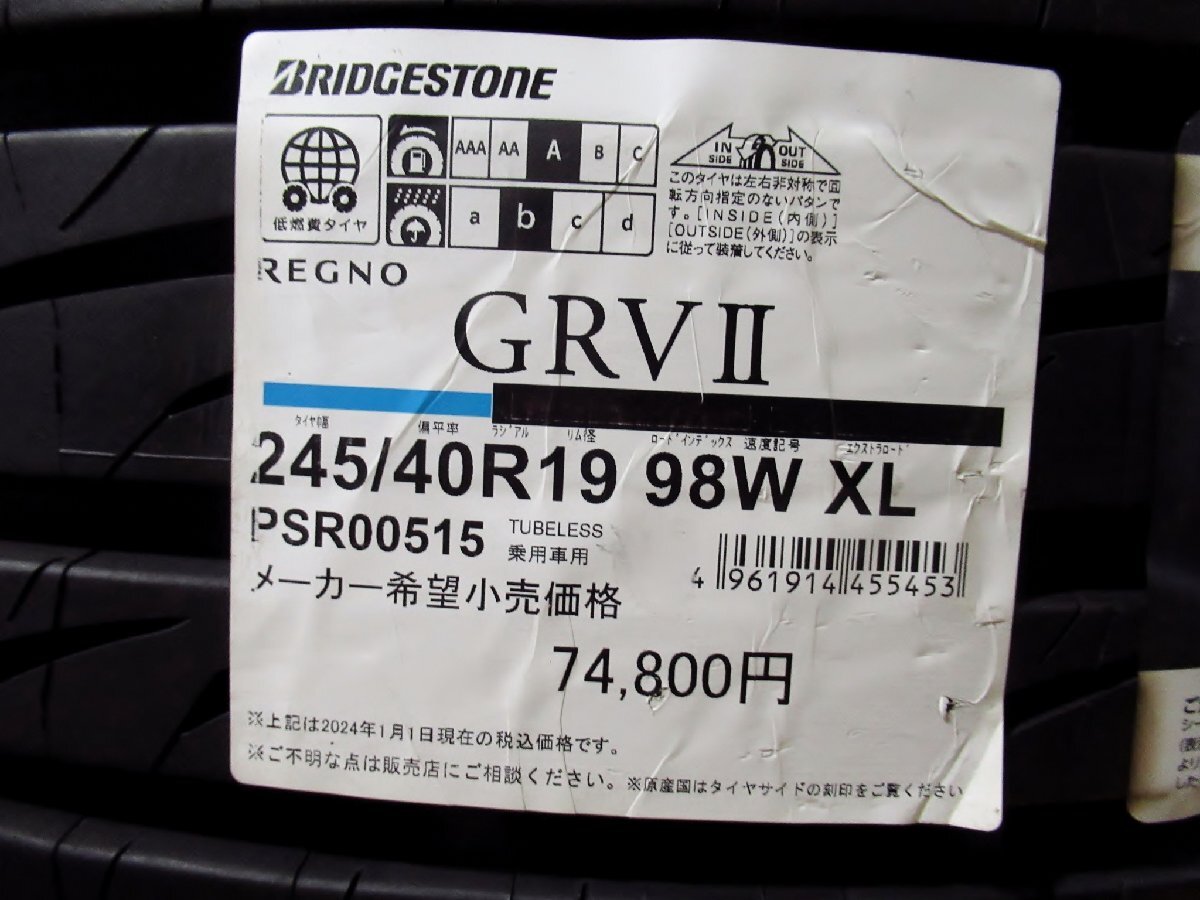 BRIDGESTONE
低燃費タイヤ
AAA AA A B C
a b c d
IN SIDE OUT SIDE
このタイヤは左右非対称で回
転方向指定のないパタンで
す。[INSIDE(内側)]
[OUTSIDE(外側)]の表示
に従って装着してください。
REGNO
GRVⅡ
タイヤ幅 偏平率 ラジアル リム径 ロードインデックス 速度記号 エクストラロード
245/40R19 98W XL
PSR00515 TUBELESS
乗用車用
4 961914 455453
メーカー希望小売価格
74,800円
※上記は2024年1月1日現在の税込価格です。
※ご不明な点は販売店にご相談ください。※原産国はタイヤサイドの刻印をご覧ください